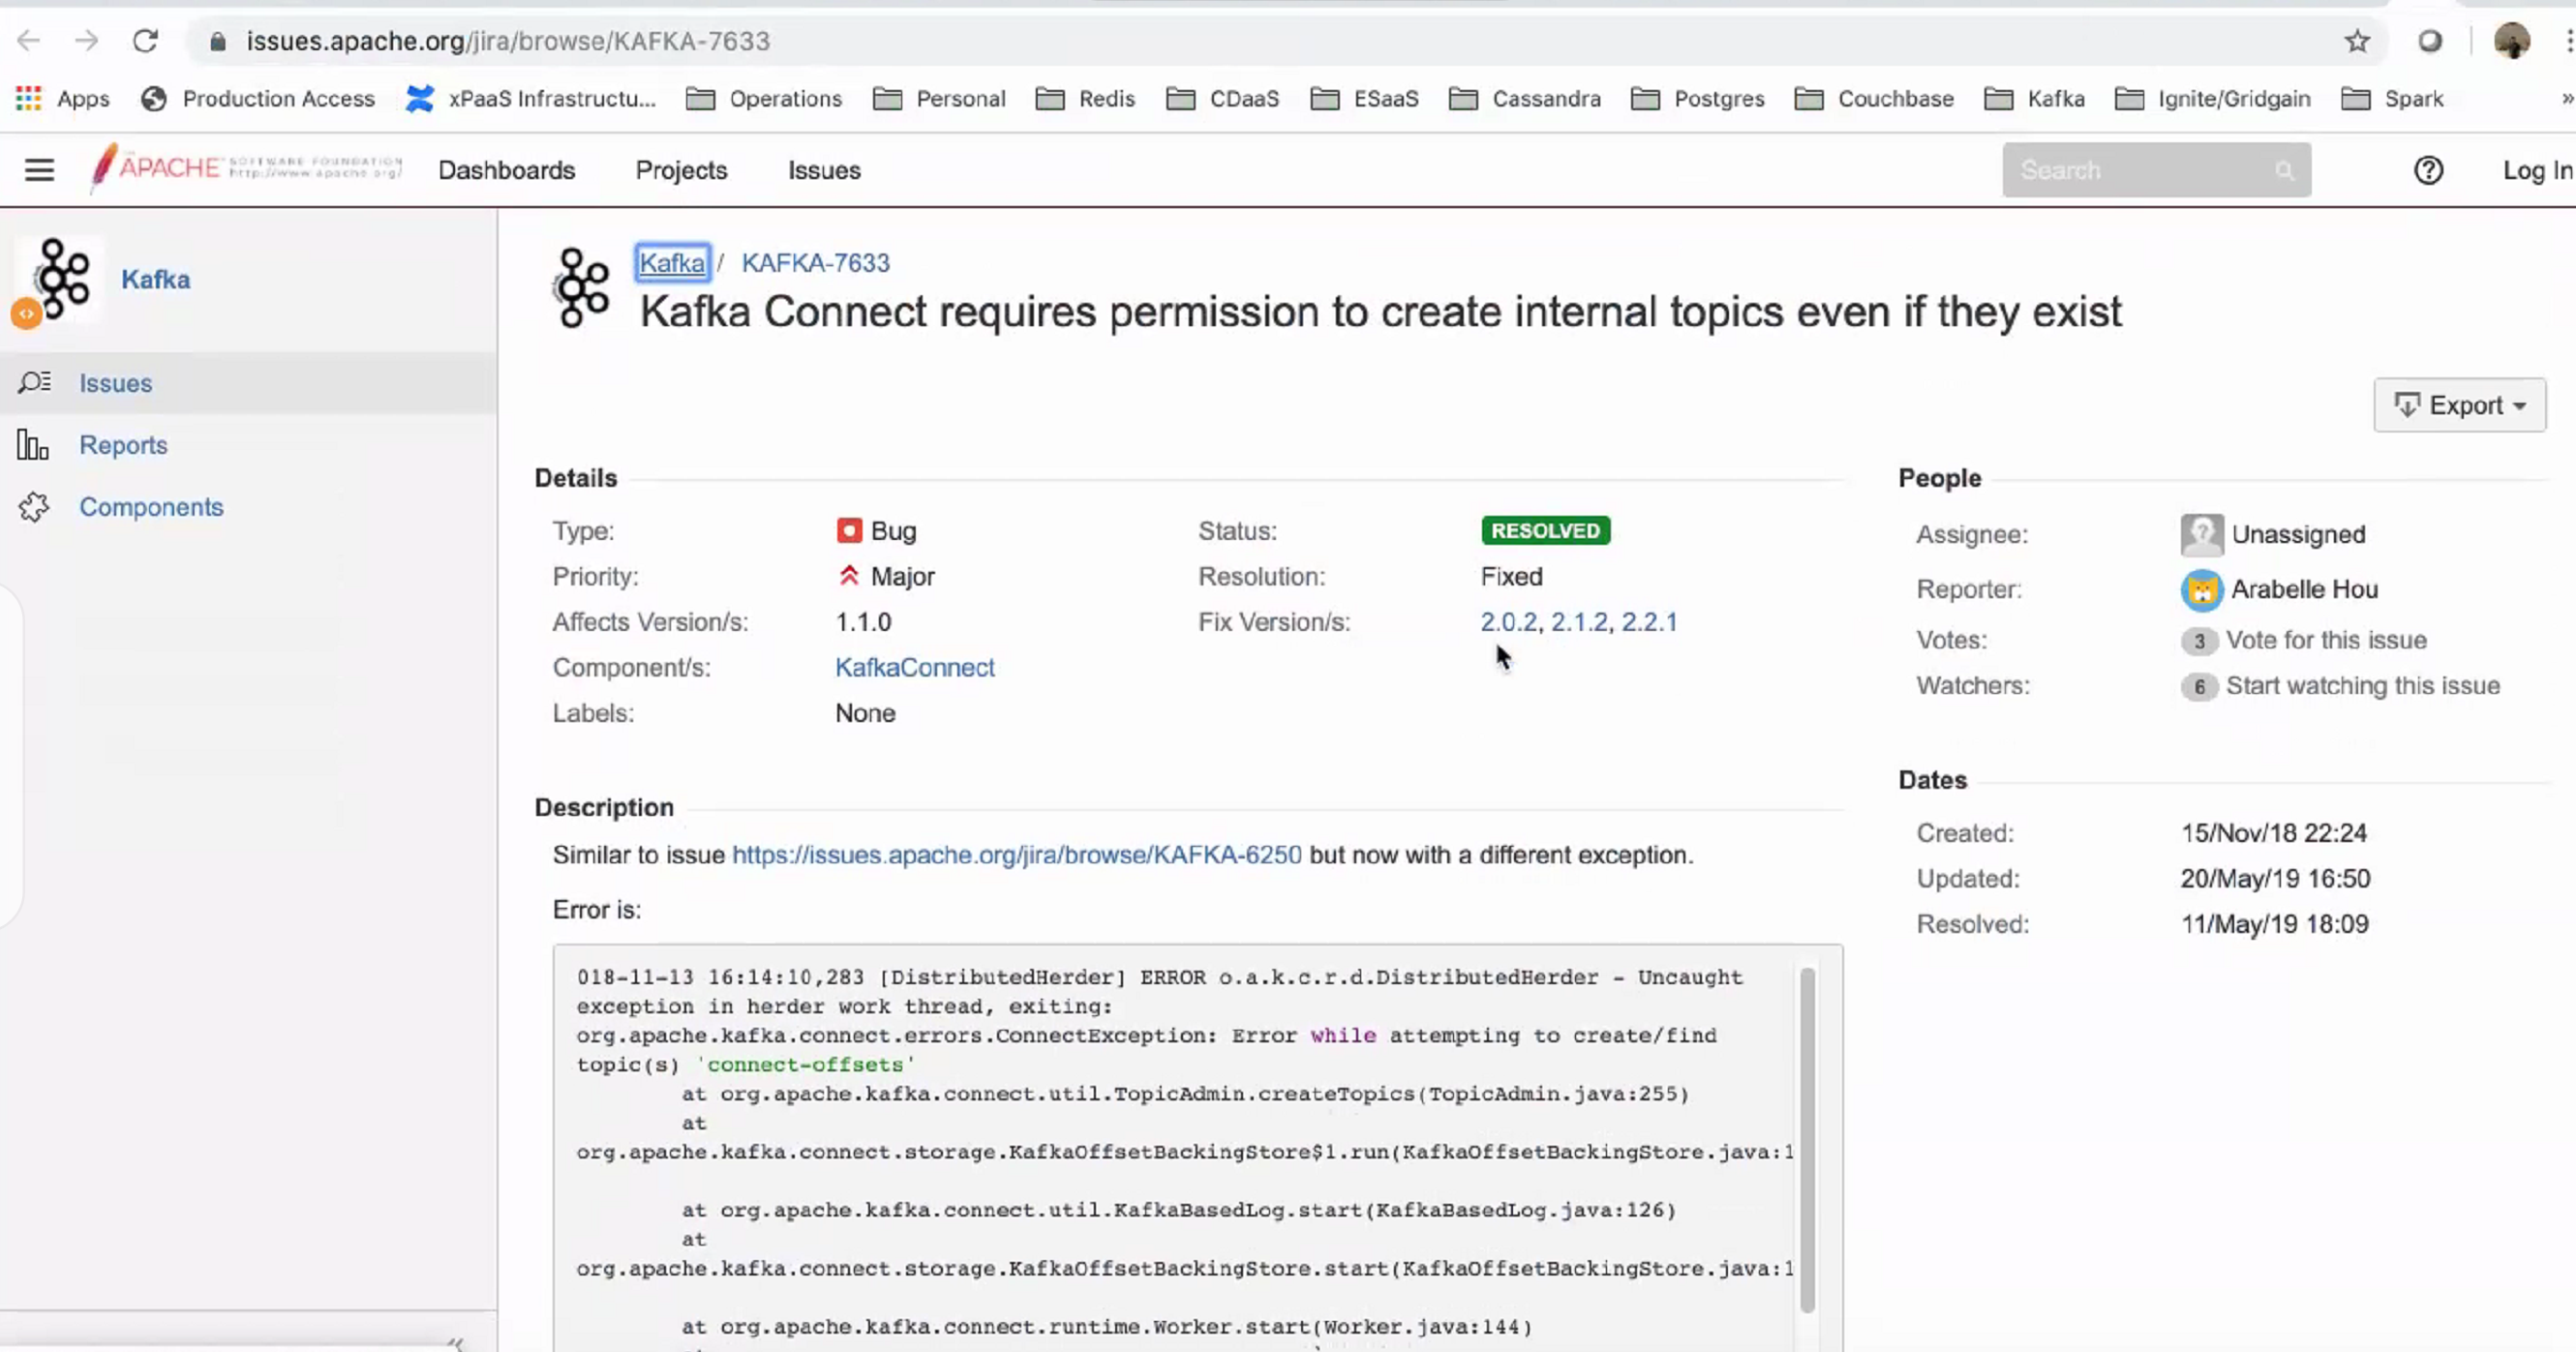 issues.apache.org/jira/browse/KAFKA-7633
Apps Production Access xPaaS Infrastructu... Operations Personal Redis CDaaS ESaaS Cassandra Postgres Couchbase Kafka Ignite/Gridgain Spark »
THE APACHE SOFTWARE FOUNDATION http://www.apache.org/ Dashboards Projects Issues Search Log In
Kafka
Issues
Reports
Components
Kafka / KAFKA-7633
Kafka Connect requires permission to create internal topics even if they exist
Export
Details
Type: Bug Status: RESOLVED
Priority: Major Resolution: Fixed
Affects Version/s: 1.1.0 Fix Version/s: 2.0.2, 2.1.2, 2.2.1
Component/s: KafkaConnect
Labels: None
People
Assignee: Unassigned
Reporter: Arabelle Hou
Votes: 3 Vote for this issue
Watchers: 6 Start watching this issue
Dates
Created: 15/Nov/18 22:24
Updated: 20/May/19 16:50
Resolved: 11/May/19 18:09
Description
Similar to issue https://issues.apache.org/jira/browse/KAFKA-6250 but now with a different exception.
Error is:
018-11-13 16:14:10,283 [DistributedHerder] ERROR o.a.k.c.r.d.DistributedHerder - Uncaught
exception in herder work thread, exiting:
org.apache.kafka.connect.errors.ConnectException: Error while attempting to create/find
topic(s) 'connect-offsets'
at org.apache.kafka.connect.util.TopicAdmin.createTopics(TopicAdmin.java:255)
at
org.apache.kafka.connect.storage.KafkaOffsetBackingStore$1.run(KafkaOffsetBackingStore.java:1
at org.apache.kafka.connect.util.KafkaBasedLog.start(KafkaBasedLog.java:126)
at
org.apache.kafka.connect.storage.KafkaOffsetBackingStore.start(KafkaOffsetBackingStore.java:1
at org.apache.kafka.connect.runtime.Worker.start(Worker.java:144)